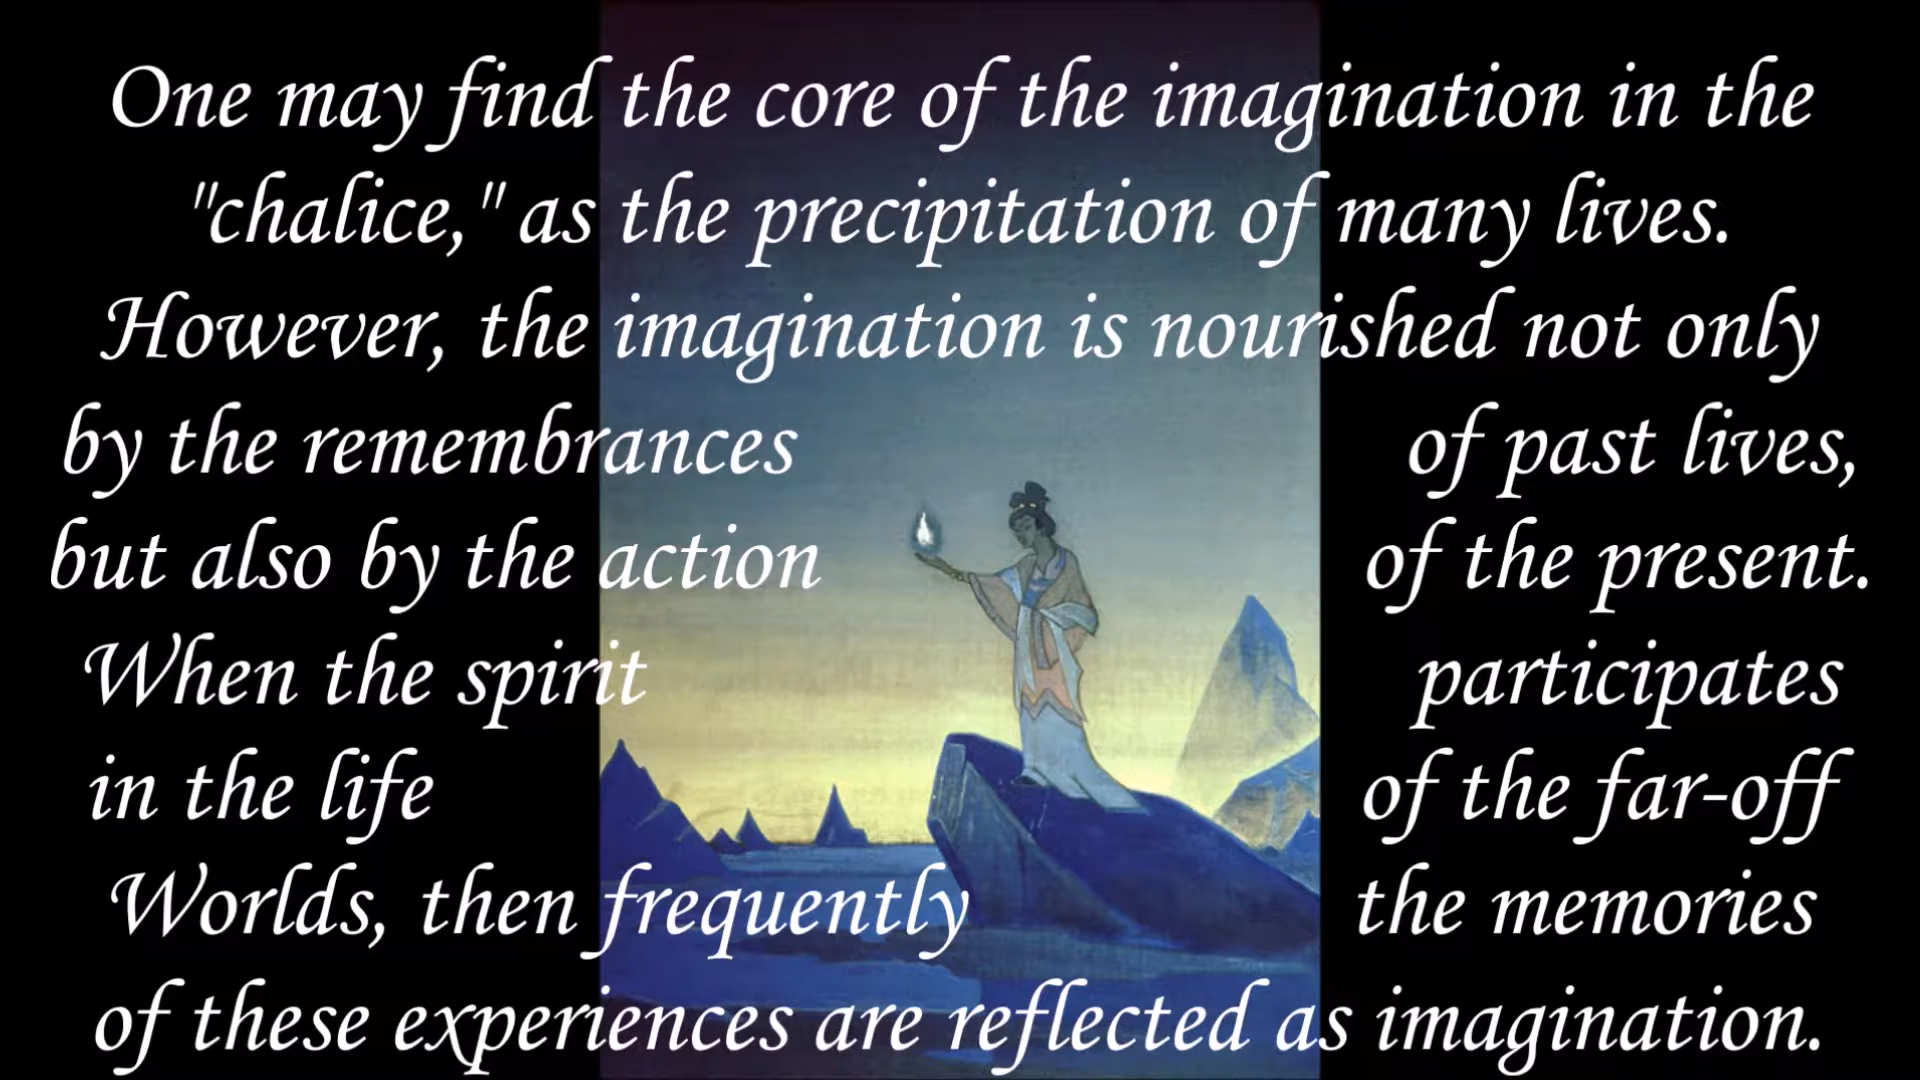 One may find the core of the imagination in the
"chalice," as the precipitation of many lives.
However, the imagination is nourished not only
by the remembrances of past lives,
but also by the action of the present.
When the spirit participates
in the life of the far-off
Worlds, then frequently the memories
of these experiences are reflected as imagination.